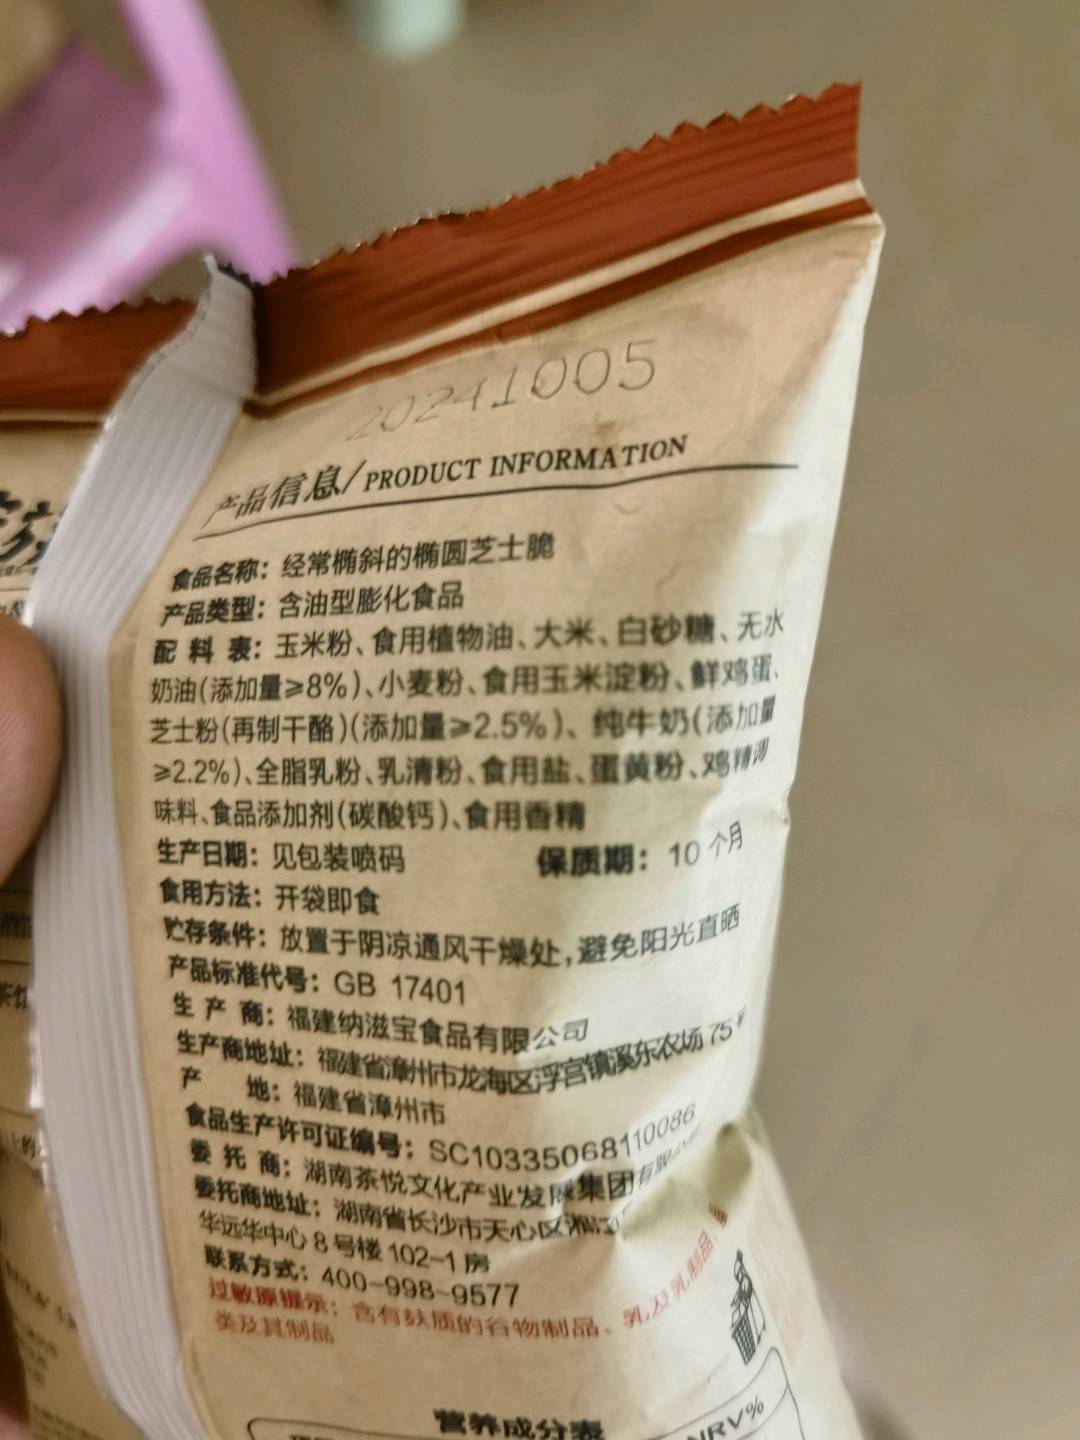 20241005
产品信息/PRODUCT INFORMATION
食品名称：经常椭斜的椭圆芝士脆
产品类型：含油型膨化食品
配料表：玉米粉、食用植物油、大米、白砂糖、无水
奶油(添加量≥8%)、小麦粉、食用玉米淀粉、鲜鸡蛋、
芝士粉(再制干酪)(添加量≥2.5%)、纯牛奶(添加量
≥2.2%)、全脂乳粉、乳清粉、食用盐、蛋黄粉、鸡精调
味料、食品添加剂(碳酸钙)、食用香精
生产日期：见包装喷码 保质期：10个月
食用方法：开袋即食
贮存条件：放置于阴凉通风干燥处，避免阳光直晒
产品标准代号：GB 17401
生产商：福建纳滋宝食品有限公司
生产商地址：福建省漳州市龙海区浮宫镇溪东农场75
产地：福建省漳州市
食品生产许可证编号：SC10335068110086
委托商：湖南茶悦文化产业发展集团有限
委托商地址：湖南省长沙市天心区湘江
华远华中心8号楼102-1房
联系方式：400-998-9577
过敏原提示：含有麸质的谷物制品、乳及乳制品、
类及其制品
营养成分表
NRV%